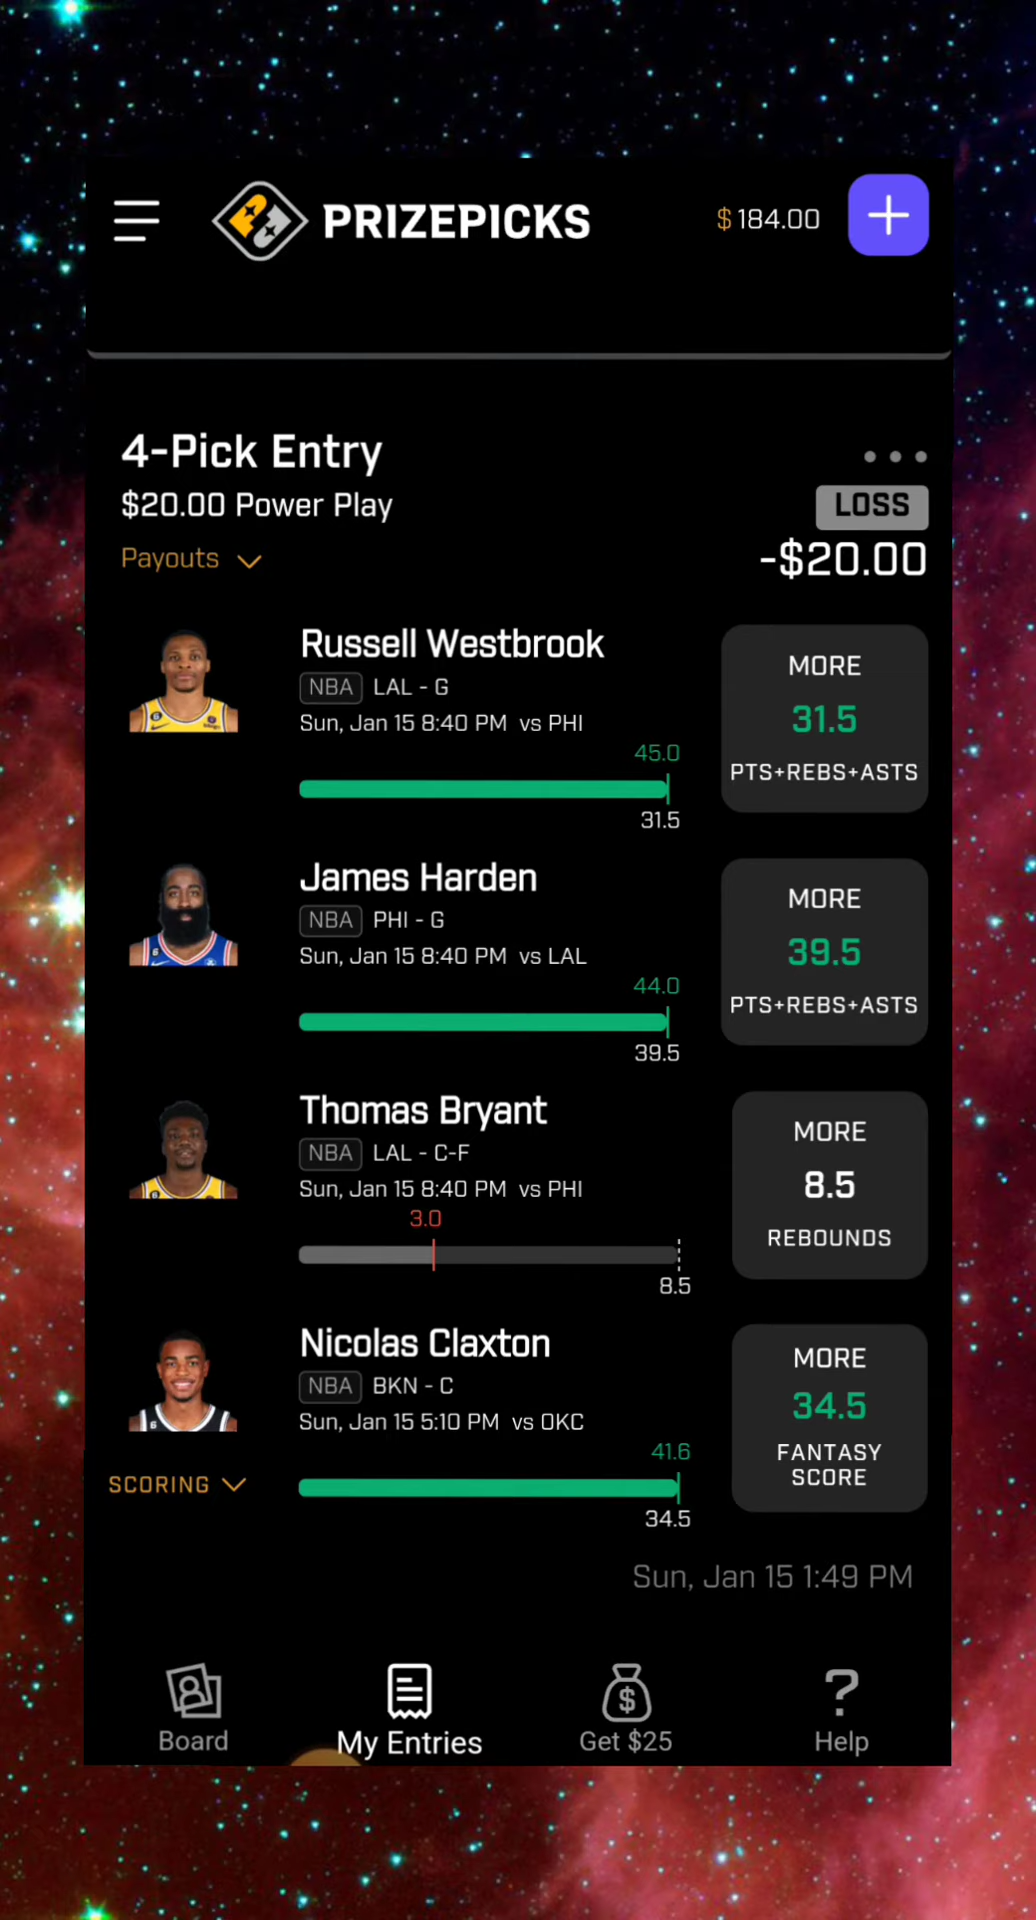 PRIZEPICKS
$ 184.00
4-Pick Entry
$20.00 Power Play
LOSS
Payouts
-$20.00
Russell Westbrook
NBA LAL - G
Sun, Jan 15 8:40 PM vs PHI
45.0
31.5
MORE
31.5
PTS+REBS+ASTS
James Harden
NBA PHI - G
Sun, Jan 15 8:40 PM vs LAL
44.0
39.5
MORE
39.5
PTS+REBS+ASTS
Thomas Bryant
NBA LAL - C-F
Sun, Jan 15 8:40 PM vs PHI
3.0
8.5
MORE
8.5
REBOUNDS
Nicolas Claxton
NBA BKN - C
Sun, Jan 15 5:10 PM vs OKC
41.6
34.5
MORE
34.5
FANTASY
SCORE
SCORING
Sun, Jan 15 1:49 PM
Board
My Entries
Get $25
Help